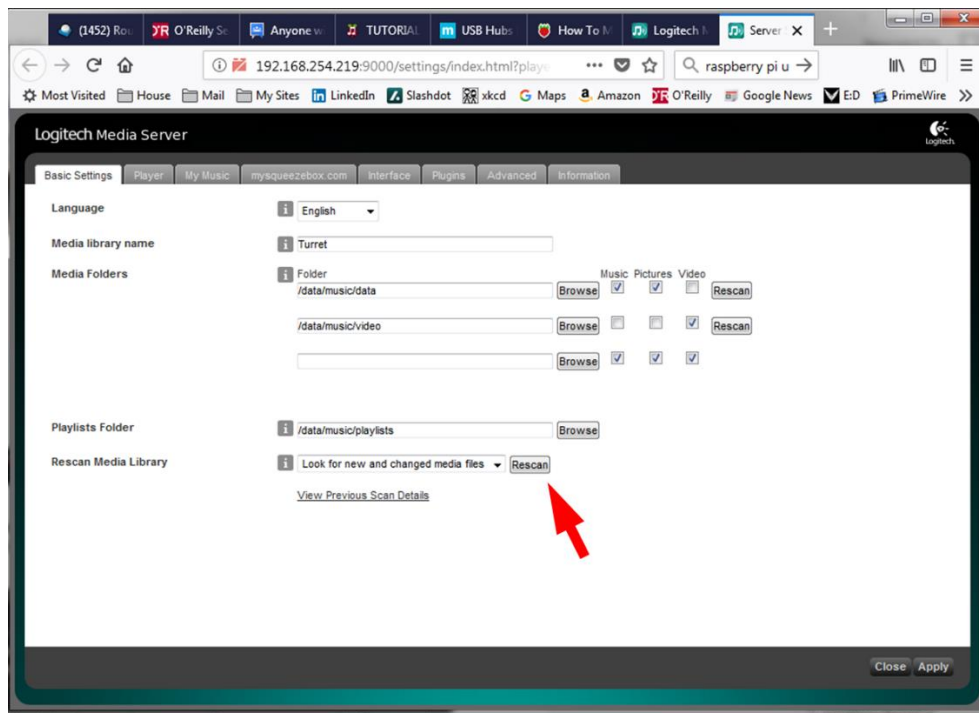 (1452) Rou
O'Reilly Se
Anyone w
TUTORIAL
USB Hubs
How To M
Logitech M
Server
192.168.254.219:9000/settings/index.html?playe
raspberry pi u
Most Visited House Mail My Sites LinkedIn Slashdot xkcd Maps Amazon O'Reilly Google News E:D PrimeWire
Logitech Media Server
Logitech
Basic Settings Player My Music mysqueezebox.com Interface Plugins Advanced Information
Language i English
Media library name i Turret
Media Folders i Folder Music Pictures Video
/data/music/data Browse Rescan
/data/music/video Browse Rescan
Browse
Playlists Folder i /data/music/playlists Browse
Rescan Media Library i Look for new and changed media files Rescan
View Previous Scan Details
Close Apply